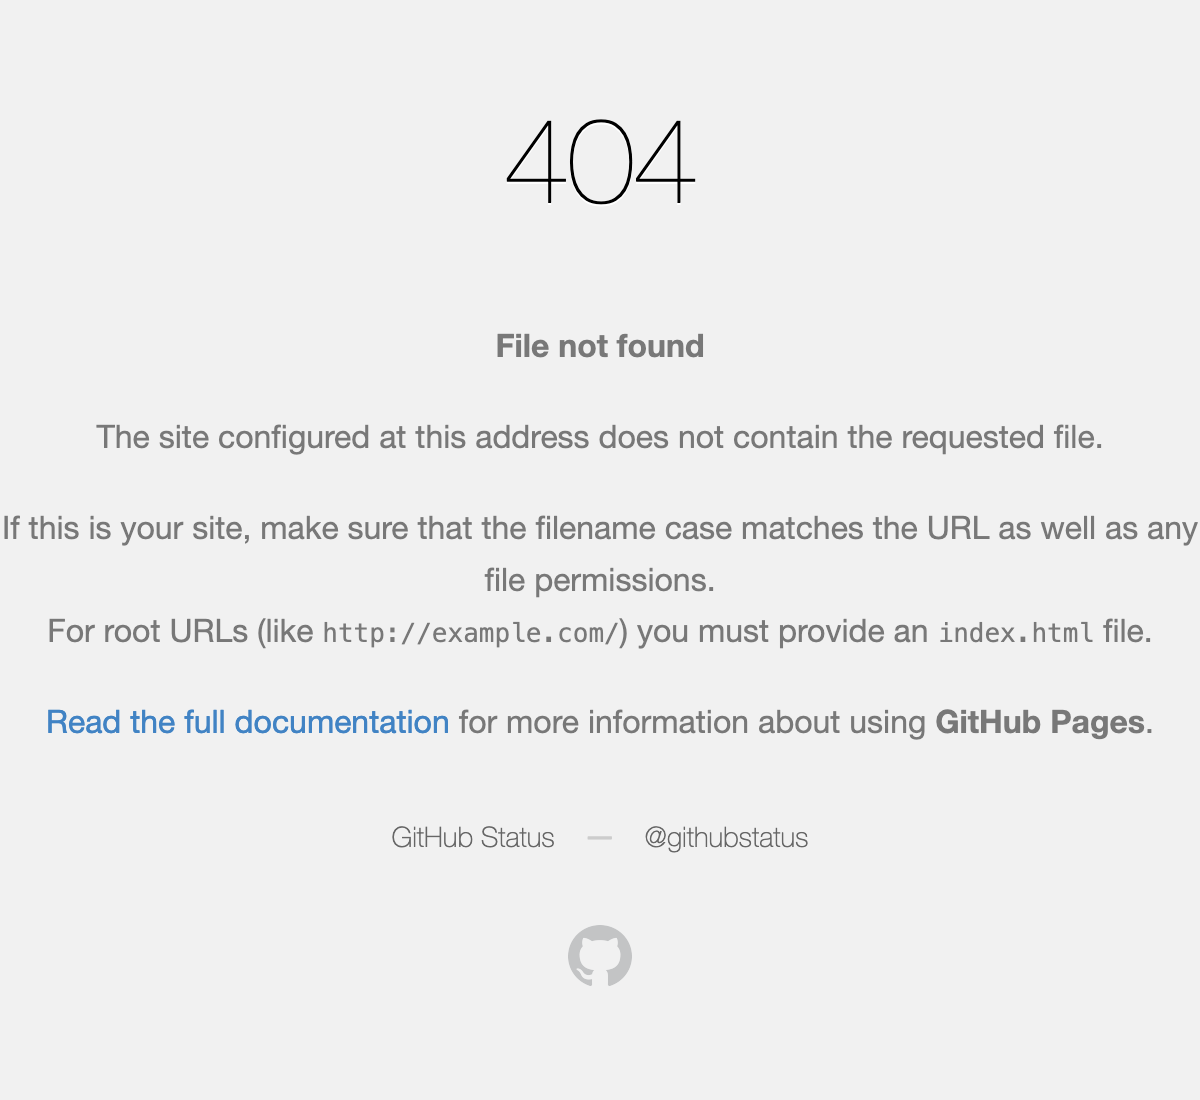 404
File not found
The site configured at this address does not contain the requested file.
If this is your site, make sure that the filename case matches the URL as well as any
file permissions.
For root URLs (like http://example.com/) you must provide an index.html file.
Read the full documentation for more information about using GitHub Pages.
GitHub Status — @githubstatus